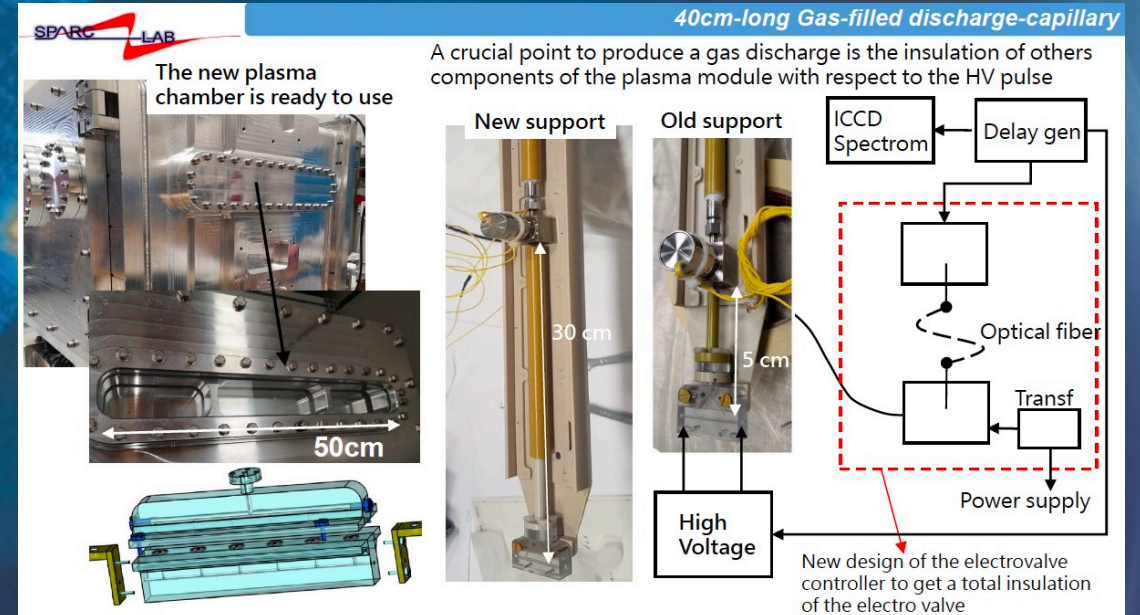 SPARC LAB
40cm-long Gas-filled discharge-capillary
A crucial point to produce a gas discharge is the insulation of others
components of the plasma module with respect to the HV pulse
The new plasma
chamber is ready to use
New support
Old support
ICCD
Spectrom
Delay gen
30 cm
5 cm
Optical fiber
Transf
50cm
Power supply
High
Voltage
New design of the electrovalve
controller to get a total insulation
of the electro valve